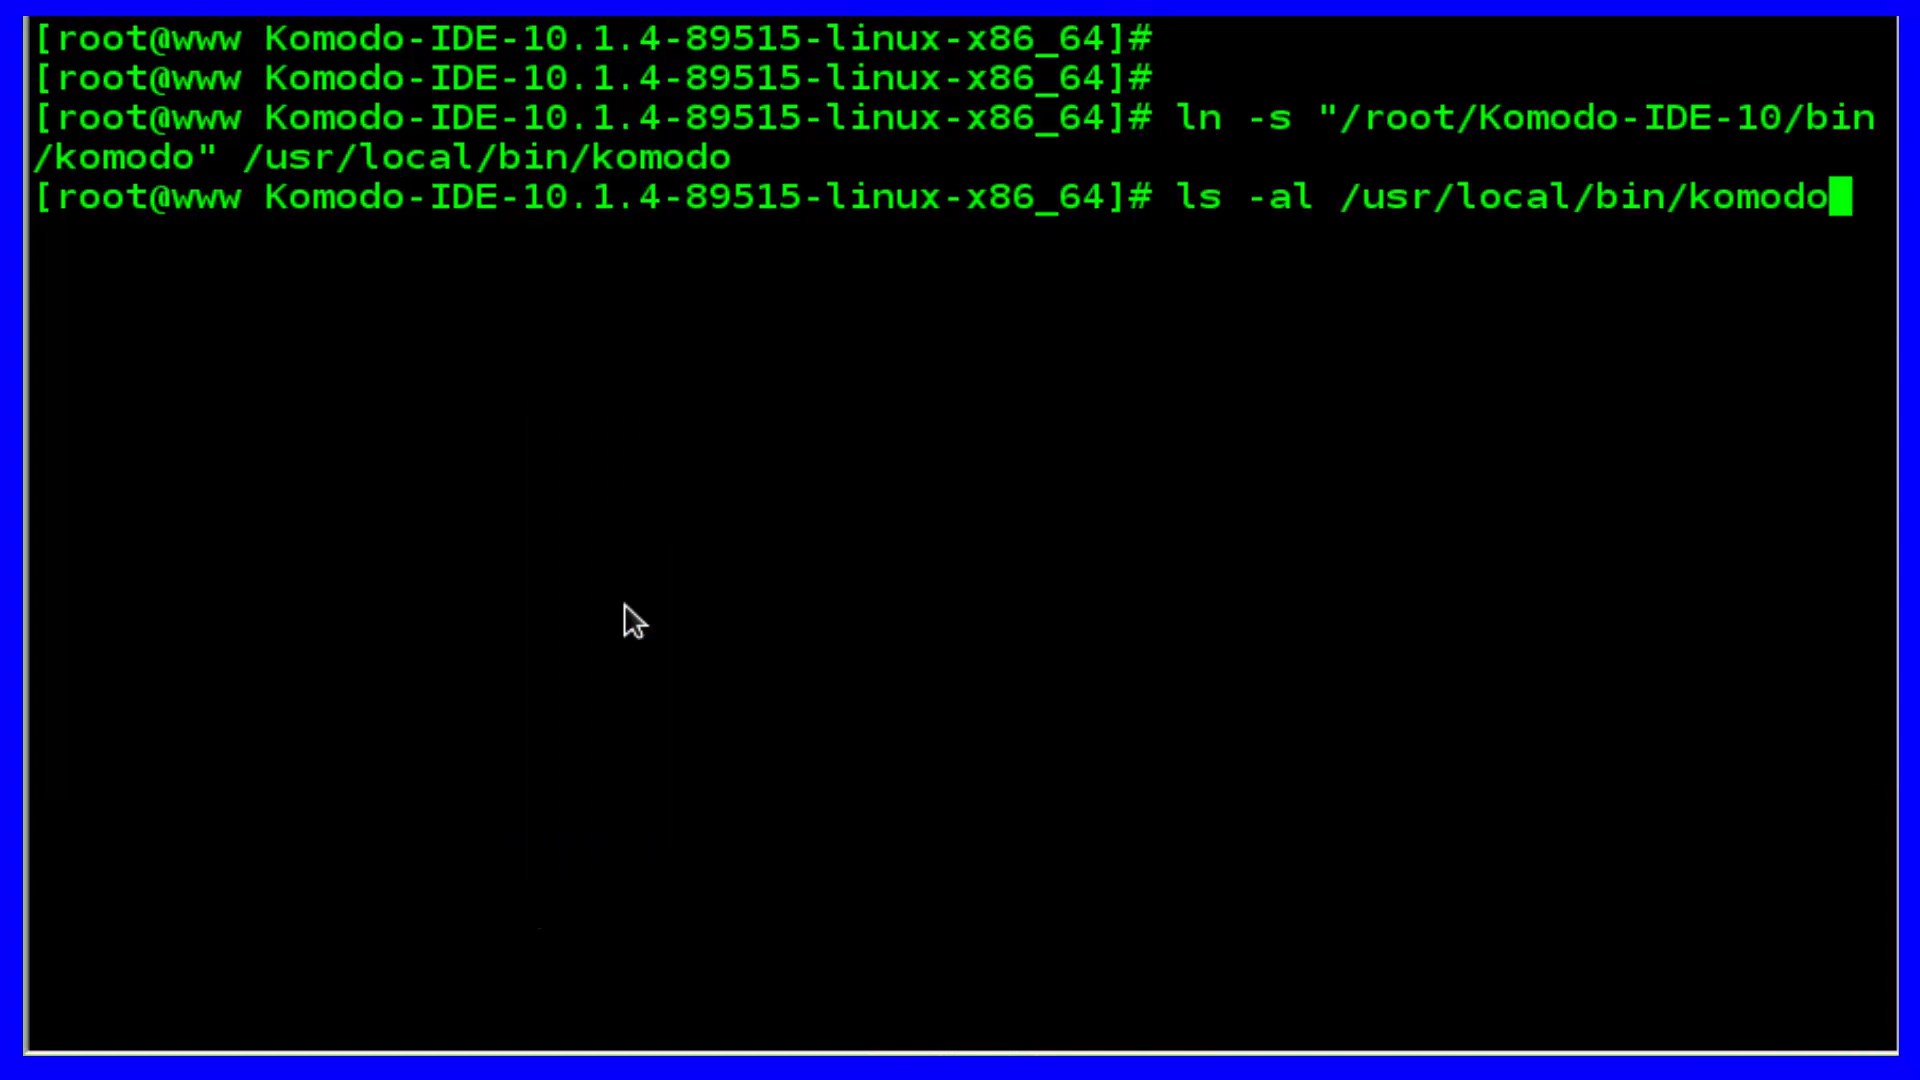 [root@www Komodo-IDE-10.1.4-89515-linux-x86_64]#
[root@www Komodo-IDE-10.1.4-89515-linux-x86_64]#
[root@www Komodo-IDE-10.1.4-89515-linux-x86_64]# ln -s "/root/Komodo-IDE-10/bin
/komodo" /usr/local/bin/komodo
[root@www Komodo-IDE-10.1.4-89515-linux-x86_64]# ls -al /usr/local/bin/komodo